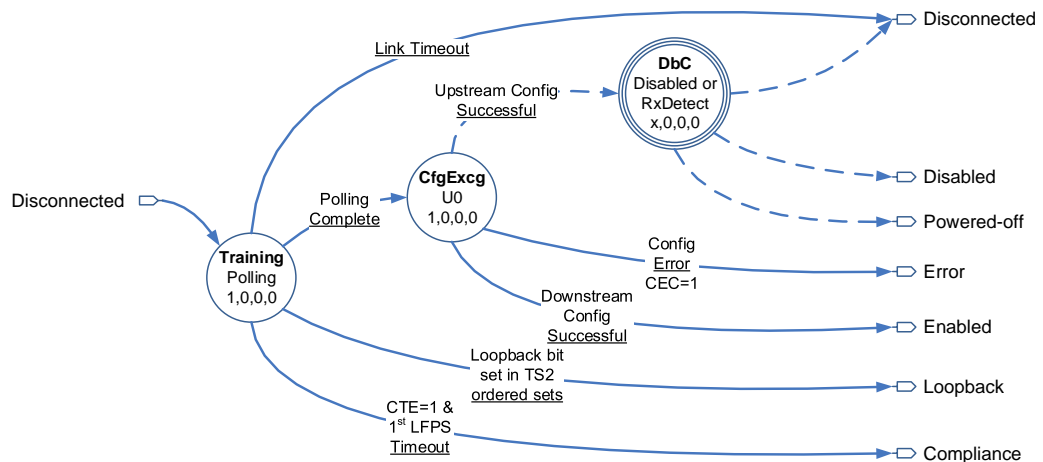 Disconnected
Link Timeout
DbC
Disabled or
RxDetect
x,0,0,0
Upstream Config
Successful
CfgExcg
U0
1,0,0,0
Disabled
Disconnected
Polling
Complete
Powered-off
Training
Polling
1,0,0,0
Config
Error
CEC=1
Error
Downstream
Config
Successful
Enabled
Loopback bit
set in TS2
ordered sets
Loopback
CTE=1 &
1st LFPS
Timeout
Compliance